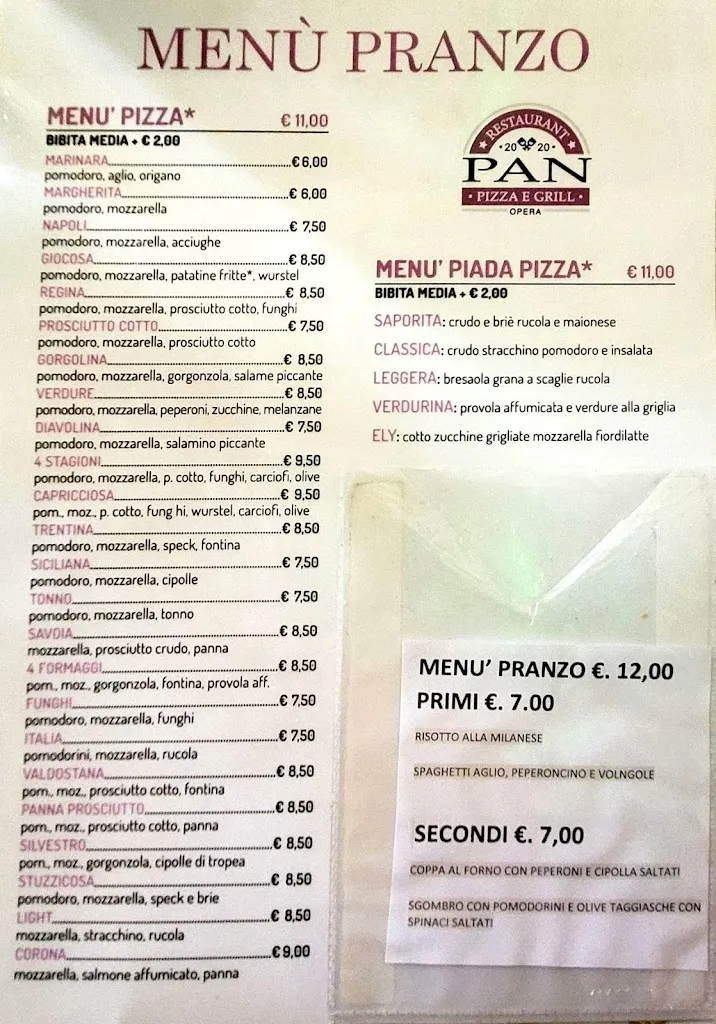 MENÙ PRANZO
MENU' PIZZA* € 11,00
BIBITA MEDIA + € 2,00
MARINARA € 6,00
pomodoro, aglio, origano
MARGHERITA € 6,00
pomodoro, mozzarella
NAPOLI € 7,50
pomodoro, mozzarella, acciughe
GIOCOSA € 8,50
pomodoro, mozzarella, patatine fritte*, wurstel
REGINA € 8,50
pomodoro, mozzarella, prosciutto cotto, funghi
PROSCIUTTO COTTO € 7,50
pomodoro, mozzarella, prosciutto cotto
GORGOLINA € 8,50
pomodoro, mozzarella, gorgonzola, salame piccante
VERDURE € 8,50
pomodoro, mozzarella, peperoni, zucchine, melanzane
DIAVOLINA € 7,50
pomodoro, mozzarella, salamino piccante
4 STAGIONI € 9,50
pomodoro, mozzarella, p. cotto, funghi, carciofi, olive
CAPRICCIOSA € 9,50
pom., moz., p. cotto, fung hi, wurstel, carciofi, olive
TRENTINA € 8,50
pomodoro, mozzarella, speck, fontina
SICILIANA € 7,50
pomodoro, mozzarella, cipolle
TONNO € 7,50
pomodoro, mozzarella, tonno
SAVOIA € 8,50
mozzarella, prosciutto crudo, panna
4 FORMAGGI € 8,50
pom., moz., gorgonzola, fontina, provola aff.
FUNGHI € 7,50
pomodoro, mozzarella, funghi
ITALIA € 7,50
pomodorini, mozzarella, rucola
VALDOSTANA € 8,50
pom., moz., prosciutto cotto, fontina
PANNA PROSCIUTTO € 8,50
pom., moz., prosciutto cotto, panna
SILVESTRO € 8,50
pom., moz., gorgonzola, cipolle di tropea
STUZZICOSA € 8,50
pomodoro, mozzarella, speck e brie
LIGHT € 8,50
mozzarella, stracchino, rucola
CORONA € 9,00
mozzarella, salmone affumicato, panna
RESTAURANT
20 20
PAN
PIZZA E GRILL
OPERA
MENU' PIADA PIZZA* € 11,00
BIBITA MEDIA + € 2,00
SAPORITA: crudo e briè rucola e maionese
CLASSICA: crudo stracchino pomodoro e insalata
LEGGERA: bresaola grana a scaglie rucola
VERDURINA: provola affumicata e verdure alla griglia
ELY: cotto zucchine grigliate mozzarella fiordilatte
MENU' PRANZO €. 12,00
PRIMI €. 7.00
RISOTTO ALLA MILANESE
SPAGHETTI AGLIO, PEPERONCINO E VOLNGOLE
SECONDI €. 7,00
COPPA AL FORNO CON PEPERONI E CIPOLLA SALTATI
SGOMBRO CON POMODORINI E OLIVE TAGGIASCHE CON
SPINACI SALTATI